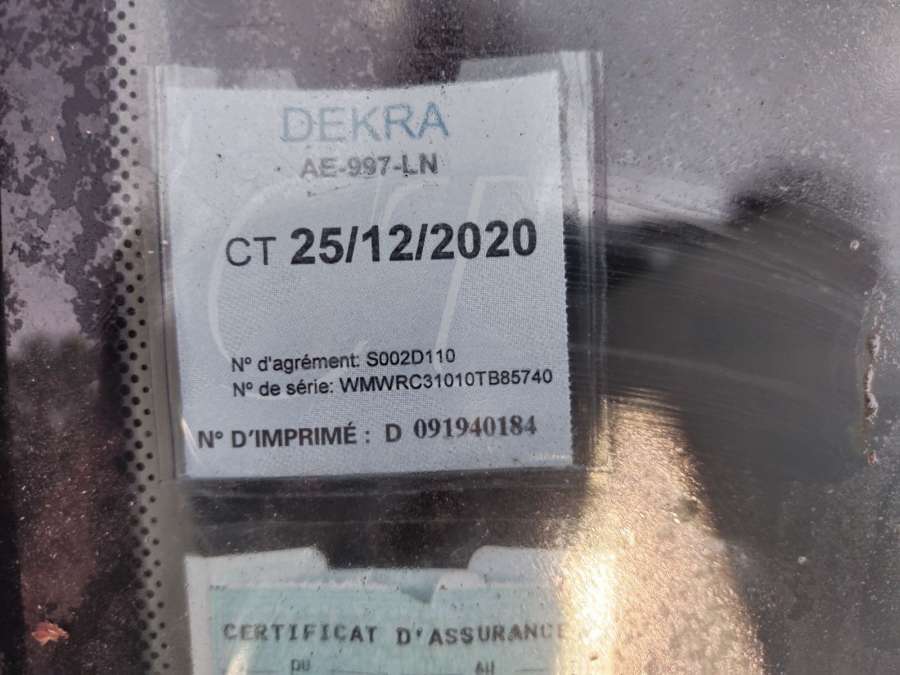 DEKRA
AE-997-LN
CT 25/12/2020
N° d'agrément: S002D110
N° de série: WMWRC31010TB85740
N° D'IMPRIMÉ : D 091940184
CERTIFICAT D'ASSURANCE
DU AU